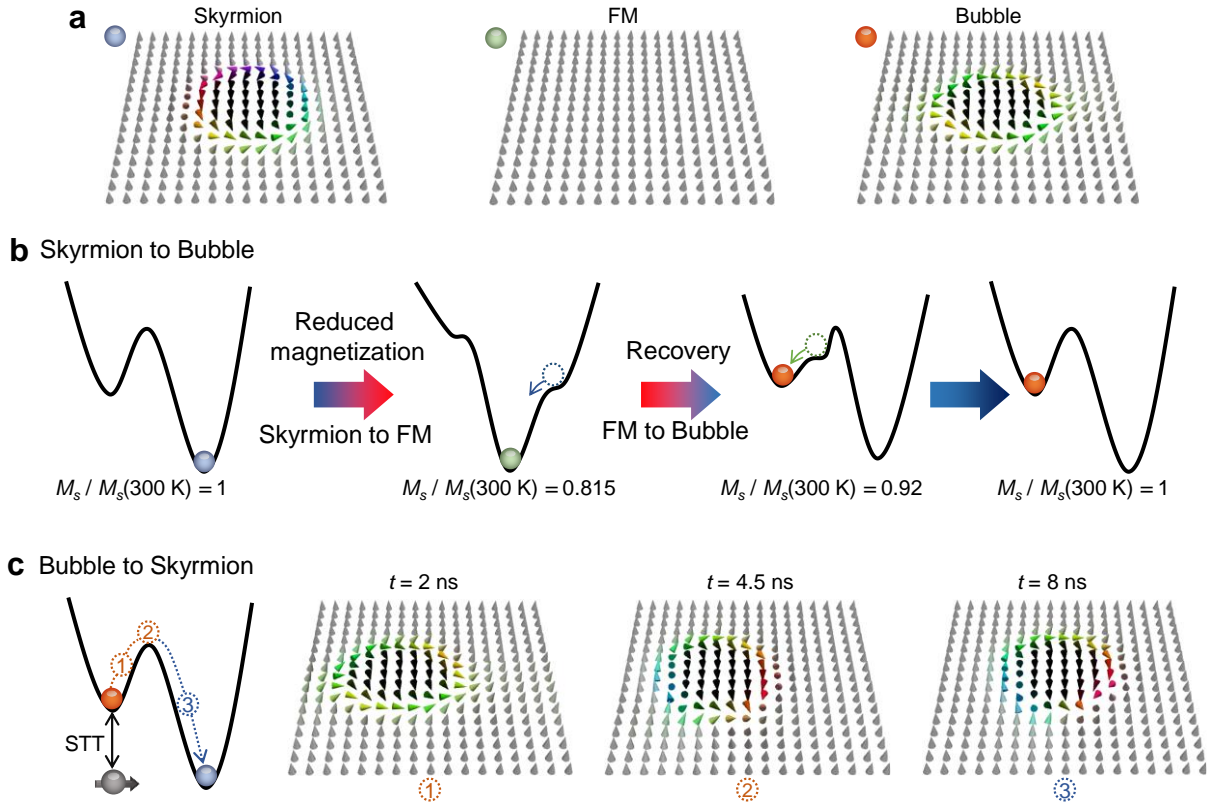 a
Skyrmion
FM
Bubble
b Skyrmion to Bubble
Reduced
magnetization
Skyrmion to FM
Recovery
FM to Bubble
Mₛ / Mₛ(300 K) = 1
Mₛ / Mₛ(300 K) = 0.815
Mₛ / Mₛ(300 K) = 0.92
Mₛ / Mₛ(300 K) = 1
c Bubble to Skyrmion
1
2
3
STT
t = 2 ns
t = 4.5 ns
t = 8 ns
1
2
3